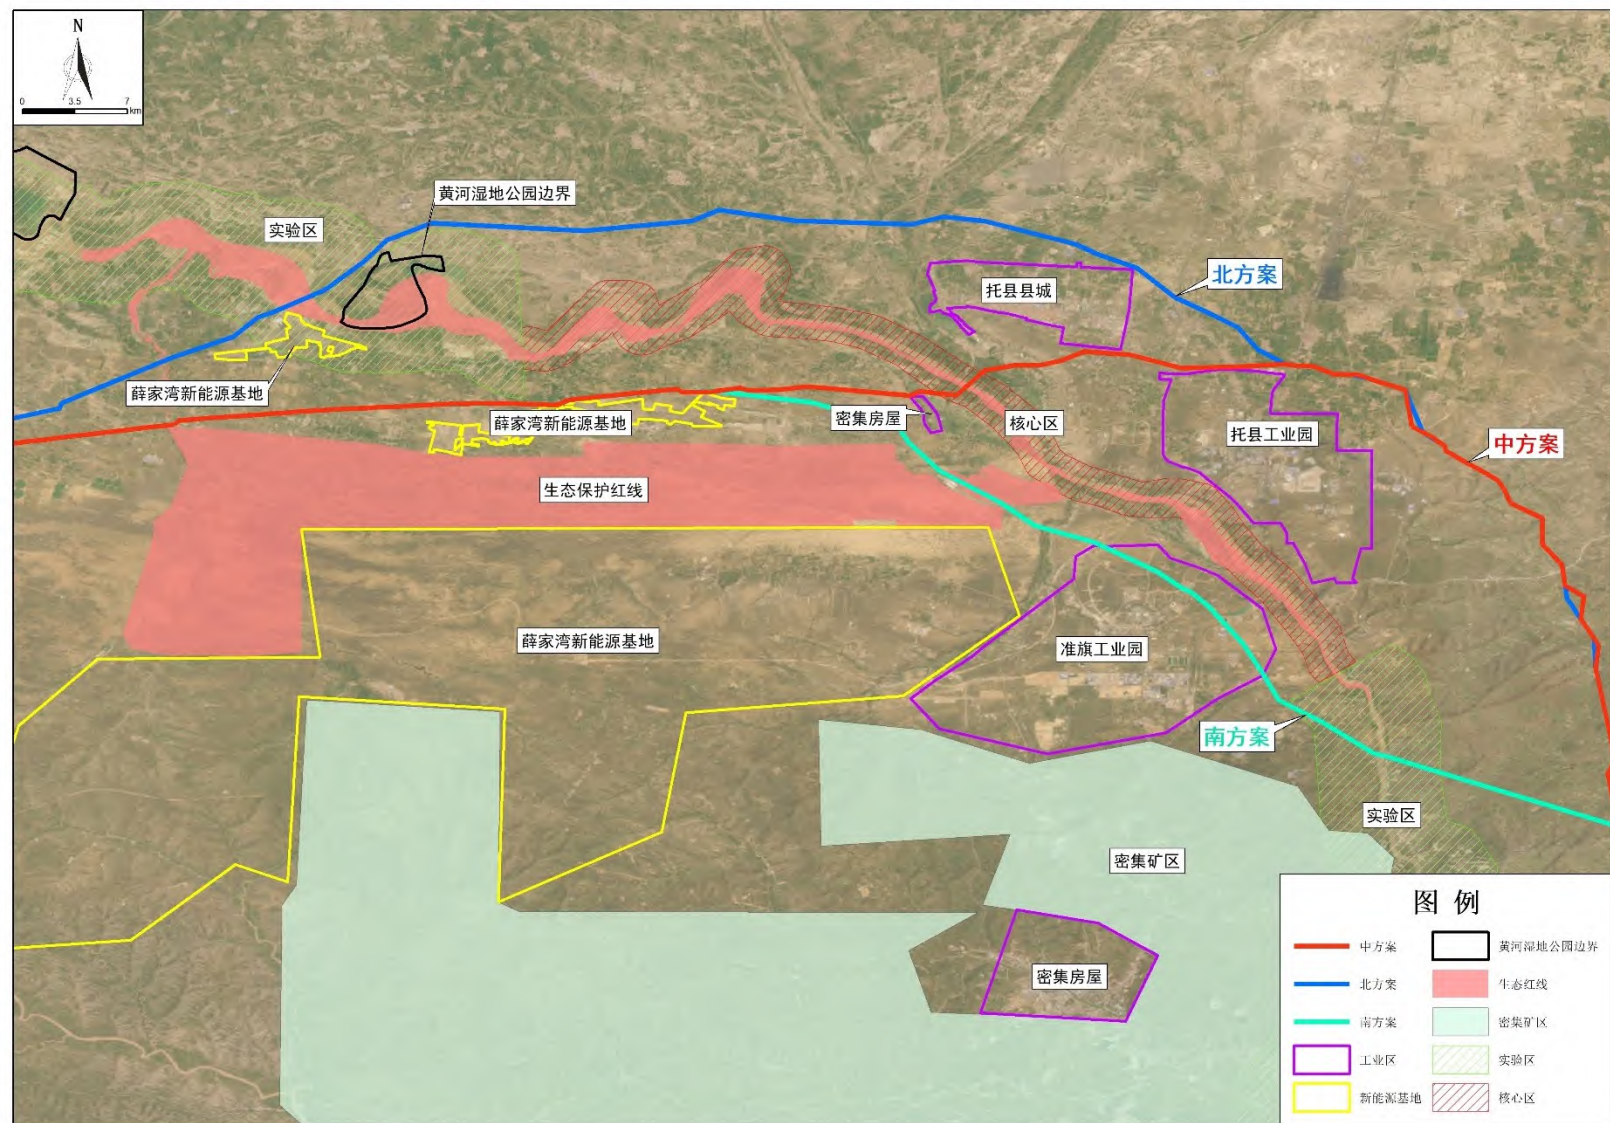 N
0 3.5 7
km
黄河湿地公园边界
实验区
托县县城
北方案
薛家湾新能源基地
薛家湾新能源基地
密集房屋
核心区
托县工业园
中方案
生态保护红线
薛家湾新能源基地
准旗工业园
南方案
实验区
密集矿区
密集房屋
图 例
中方案
黄河湿地公园边界
北方案
生态红线
南方案
密集矿区
工业区
实验区
新能源基地
核心区